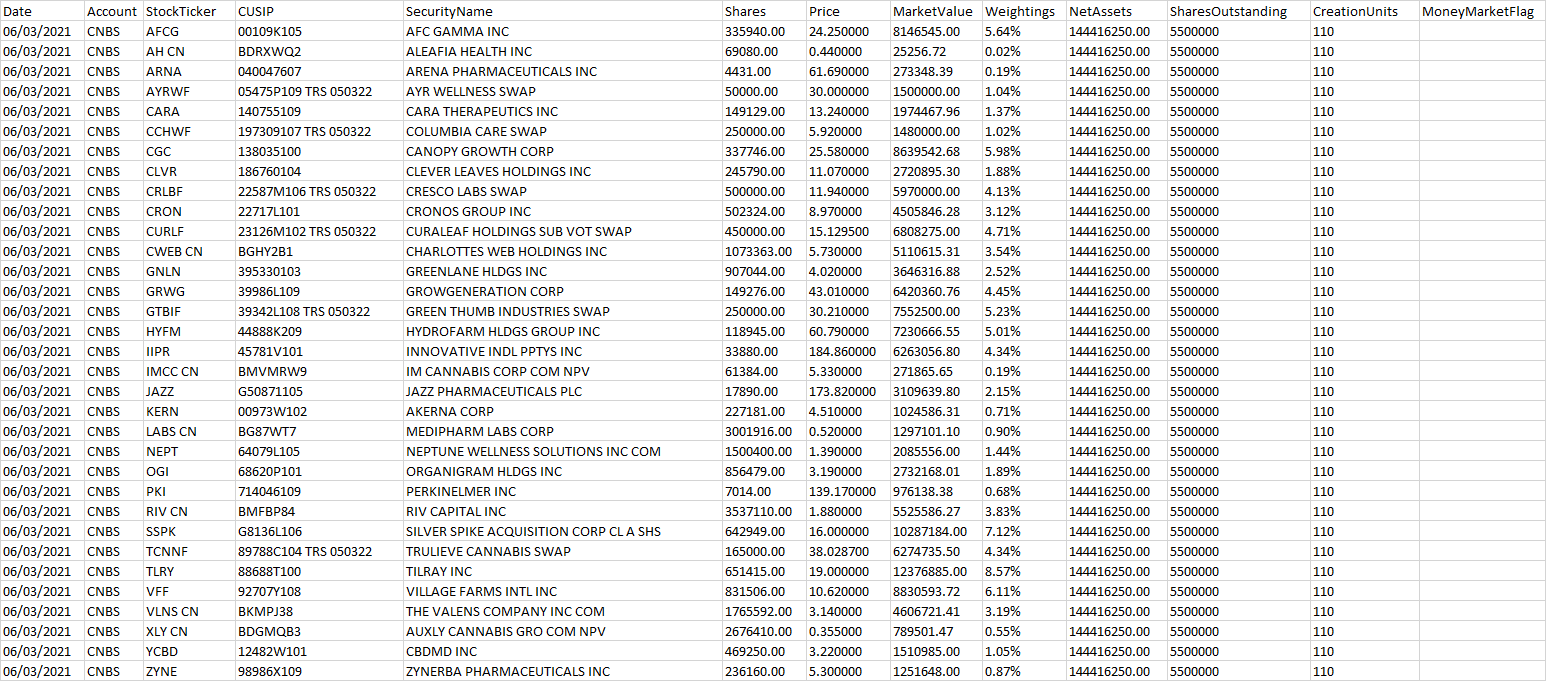 Date Account StockTicker CUSIP SecurityName Shares Price MarketValue Weightings NetAssets SharesOutstanding CreationUnits MoneyMarketFlag
06/03/2021 CNBS AFCG 00109K105 AFC GAMMA INC 335940.00 24.250000 8146545.00 5.64% 144416250.00 5500000 110
06/03/2021 CNBS AH CN BDRXWQ2 ALEAFIA HEALTH INC 69080.00 0.440000 25256.72 0.02% 144416250.00 5500000 110
06/03/2021 CNBS ARNA 040047607 ARENA PHARMACEUTICALS INC 4431.00 61.690000 273348.39 0.19% 144416250.00 5500000 110
06/03/2021 CNBS AYRWF 05475P109 TRS 050322 AYR WELLNESS SWAP 50000.00 30.000000 1500000.00 1.04% 144416250.00 5500000 110
06/03/2021 CNBS CARA 140755109 CARA THERAPEUTICS INC 149129.00 13.240000 1974467.96 1.37% 144416250.00 5500000 110
06/03/2021 CNBS CCHWF 197309107 TRS 050322 COLUMBIA CARE SWAP 250000.00 5.920000 1480000.00 1.02% 144416250.00 5500000 110
06/03/2021 CNBS CGC 138035100 CANOPY GROWTH CORP 337746.00 25.580000 8639542.68 5.98% 144416250.00 5500000 110
06/03/2021 CNBS CLVR 186760104 CLEVER LEAVES HOLDINGS INC 245790.00 11.070000 2720895.30 1.88% 144416250.00 5500000 110
06/03/2021 CNBS CRLBF 22587M106 TRS 050322 CRESCO LABS SWAP 500000.00 11.940000 5970000.00 4.13% 144416250.00 5500000 110
06/03/2021 CNBS CRON 22717L101 CRONOS GROUP INC 502324.00 8.970000 4505846.28 3.12% 144416250.00 5500000 110
06/03/2021 CNBS CURLF 23126M102 TRS 050322 CURALEAF HOLDINGS SUB VOT SWAP 450000.00 15.129500 6808275.00 4.71% 144416250.00 5500000 110
06/03/2021 CNBS CWEB CN BGHY2B1 CHARLOTTES WEB HOLDINGS INC 1073363.00 5.730000 5110615.31 3.54% 144416250.00 5500000 110
06/03/2021 CNBS GNLN 395330103 GREENLANE HLDGS INC 907044.00 4.020000 3646316.88 2.52% 144416250.00 5500000 110
06/03/2021 CNBS GRWG 39986L109 GROWGENERATION CORP 149276.00 43.010000 6420360.76 4.45% 144416250.00 5500000 110
06/03/2021 CNBS GTBIF 39342L108 TRS 050322 GREEN THUMB INDUSTRIES SWAP 250000.00 30.210000 7552500.00 5.23% 144416250.00 5500000 110
06/03/2021 CNBS HYFM 44888K209 HYDROFARM HLDGS GROUP INC 118945.00 60.790000 7230666.55 5.01% 144416250.00 5500000 110
06/03/2021 CNBS IIPR 45781V101 INNOVATIVE INDL PPTYS INC 33880.00 184.860000 6263056.80 4.34% 144416250.00 5500000 110
06/03/2021 CNBS IMCC CN BMVMRW9 IM CANNABIS CORP COM NPV 61384.00 5.330000 271865.65 0.19% 144416250.00 5500000 110
06/03/2021 CNBS JAZZ G50871105 JAZZ PHARMACEUTICALS PLC 17890.00 173.820000 3109639.80 2.15% 144416250.00 5500000 110
06/03/2021 CNBS KERN 00973W102 AKERNA CORP 227181.00 4.510000 1024586.31 0.71% 144416250.00 5500000 110
06/03/2021 CNBS LABS CN BG87WT7 MEDIPHARM LABS CORP 3001916.00 0.520000 1297101.10 0.90% 144416250.00 5500000 110
06/03/2021 CNBS NEPT 64079L105 NEPTUNE WELLNESS SOLUTIONS INC COM 1500400.00 1.390000 2085556.00 1.44% 144416250.00 5500000 110
06/03/2021 CNBS OGI 68620P101 ORGANIGRAM HLDGS INC 856479.00 3.190000 2732168.01 1.89% 144416250.00 5500000 110
06/03/2021 CNBS PKI 714046109 PERKINELMER INC 7014.00 139.170000 976138.38 0.68% 144416250.00 5500000 110
06/03/2021 CNBS RIV CN BMFBP84 RIV CAPITAL INC 3537110.00 1.880000 5525586.27 3.83% 144416250.00 5500000 110
06/03/2021 CNBS SSPK G8136L106 SILVER SPIKE ACQUISITION CORP CL A SHS 642949.00 16.000000 10287184.00 7.12% 144416250.00 5500000 110
06/03/2021 CNBS TCNNF 89788C104 TRS 050322 TRULIEVE CANNABIS SWAP 165000.00 38.028700 6274735.50 4.34% 144416250.00 5500000 110
06/03/2021 CNBS TLRY 88688T100 TILRAY INC 651415.00 19.000000 12376885.00 8.57% 144416250.00 5500000 110
06/03/2021 CNBS VFF 92707Y108 VILLAGE FARMS INTL INC 831506.00 10.620000 8830593.72 6.11% 144416250.00 5500000 110
06/03/2021 CNBS VLNS CN BKMPJ38 THE VALENS COMPANY INC COM 1765592.00 3.140000 4606721.41 3.19% 144416250.00 5500000 110
06/03/2021 CNBS XLY CN BDGMQB3 AUXLY CANNABIS GRO COM NPV 2676410.00 0.355000 789501.47 0.55% 144416250.00 5500000 110
06/03/2021 CNBS YCBD 12482W101 CBDMD INC 469250.00 3.220000 1510985.00 1.05% 144416250.00 5500000 110
06/03/2021 CNBS ZYNE 98986X109 ZYNERBA PHARMACEUTICALS INC 236160.00 5.300000 1251648.00 0.87% 144416250.00 5500000 110